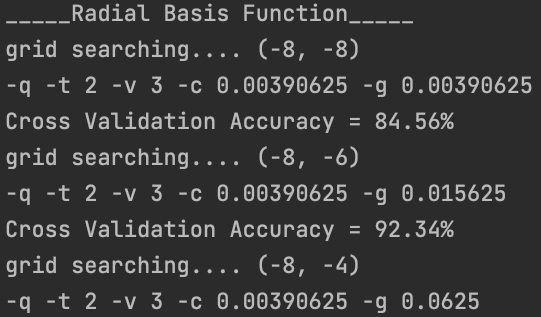 _____Radial Basis Function_____
grid searching.... (-8, -8)
-q -t 2 -v 3 -c 0.00390625 -g 0.00390625
Cross Validation Accuracy = 84.56%
grid searching.... (-8, -6)
-q -t 2 -v 3 -c 0.00390625 -g 0.015625
Cross Validation Accuracy = 92.34%
grid searching.... (-8, -4)
-q -t 2 -v 3 -c 0.00390625 -g 0.0625